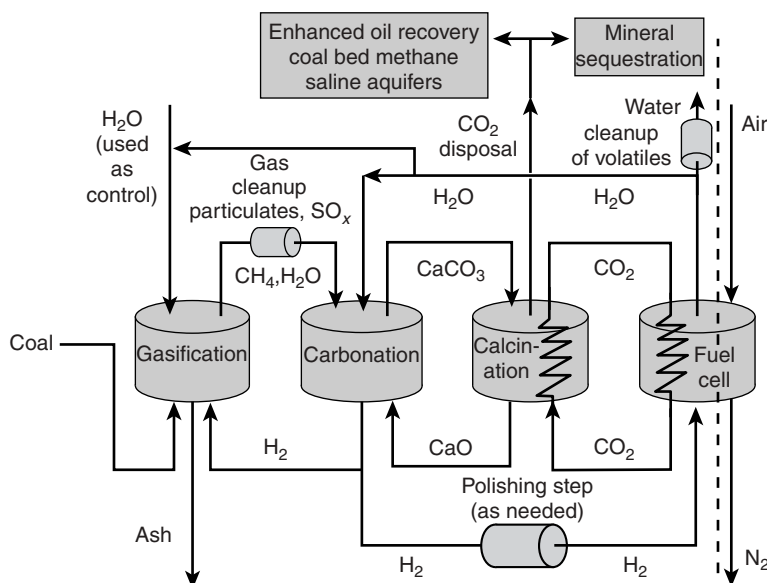 Enhanced oil recovery
coal bed methane
saline aquifers
Mineral
sequestration
H2O
(used
as
control)
Gas
cleanup
particulates, SOx
CO2
disposal
Water
cleanup
of volatiles
Air
H2O
H2O
CH4,H2O
CaCO3
CO2
Coal
Gasification
Carbonation
Calcin-
ation
Fuel
cell
H2
CaO
CO2
Polishing step
(as needed)
Ash
H2
H2
N2